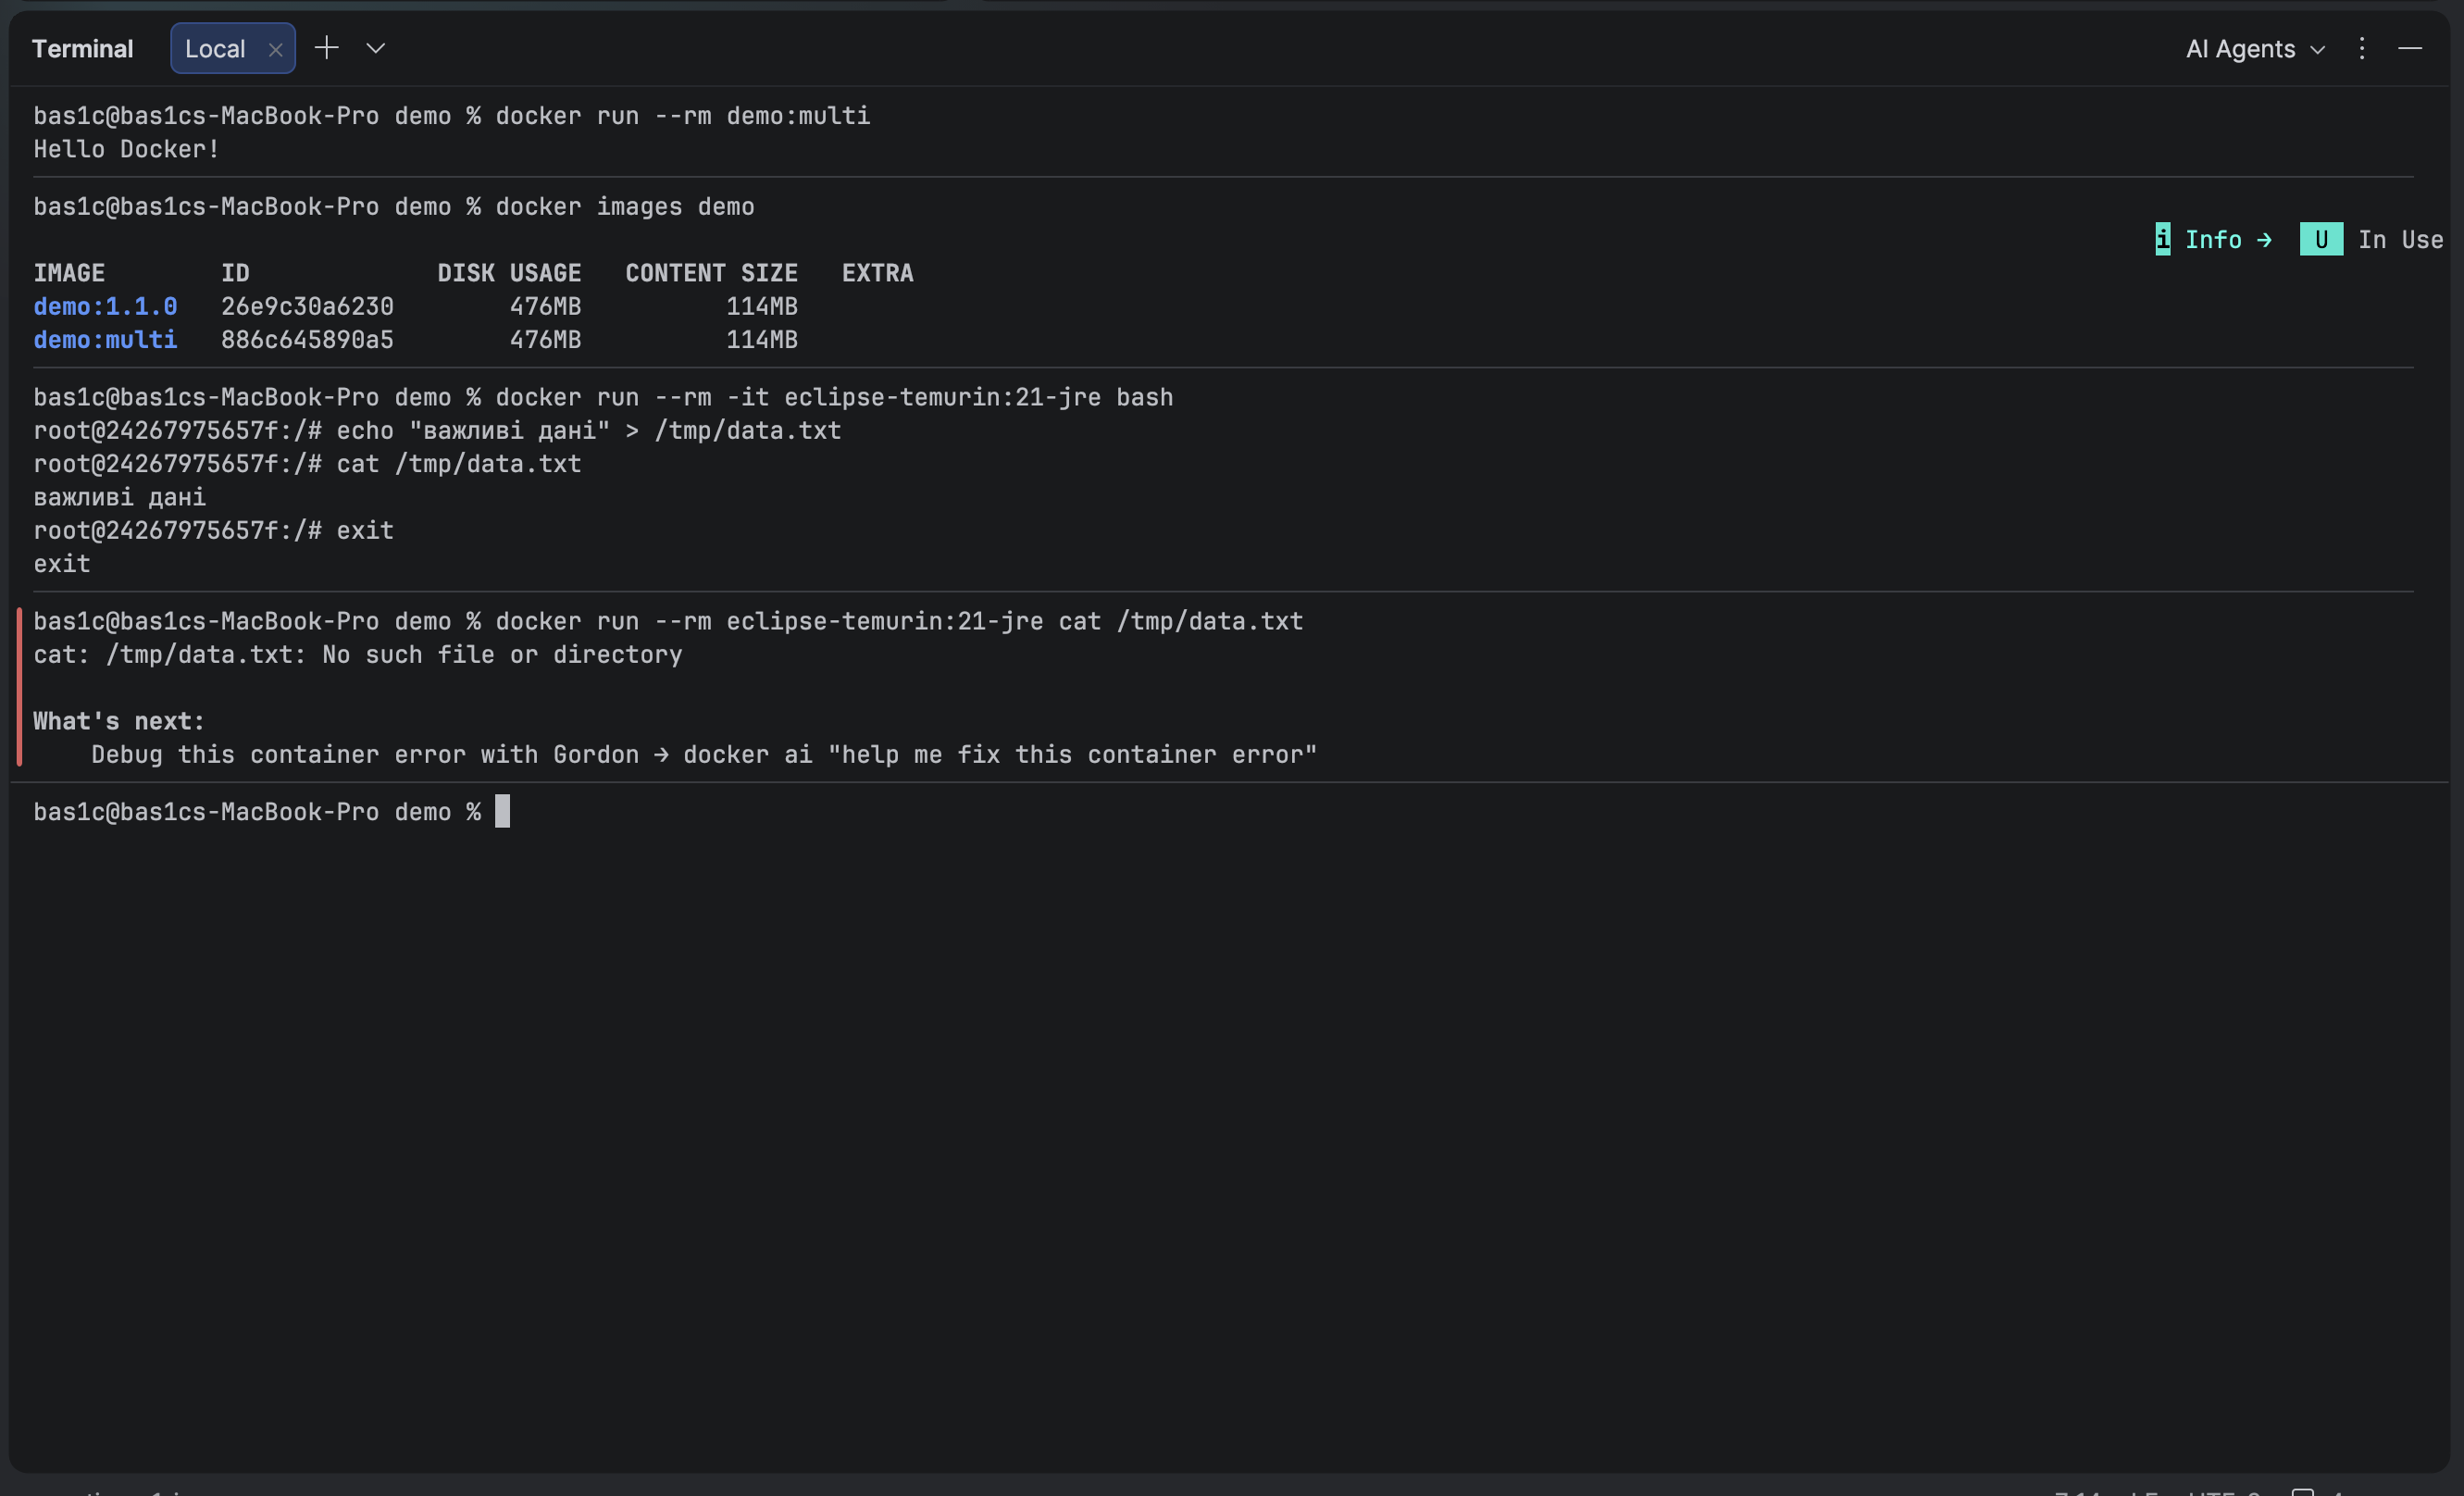 Terminal Local AI Agents
bas1c@bas1cs-MacBook-Pro demo % docker run --rm demo:multi
Hello Docker!
bas1c@bas1cs-MacBook-Pro demo % docker images demo
i Info → U In Use
IMAGE ID DISK USAGE CONTENT SIZE EXTRA
demo:1.1.0 26e9c30a6230 476MB 114MB
demo:multi 886c645890a5 476MB 114MB
bas1c@bas1cs-MacBook-Pro demo % docker run --rm -it eclipse-temurin:21-jre bash
root@24267975657f:/# echo "важливі дані" > /tmp/data.txt
root@24267975657f:/# cat /tmp/data.txt
важливі дані
root@24267975657f:/# exit
exit
bas1c@bas1cs-MacBook-Pro demo % docker run --rm eclipse-temurin:21-jre cat /tmp/data.txt
cat: /tmp/data.txt: No such file or directory
What's next:
Debug this container error with Gordon → docker ai "help me fix this container error"
bas1c@bas1cs-MacBook-Pro demo %